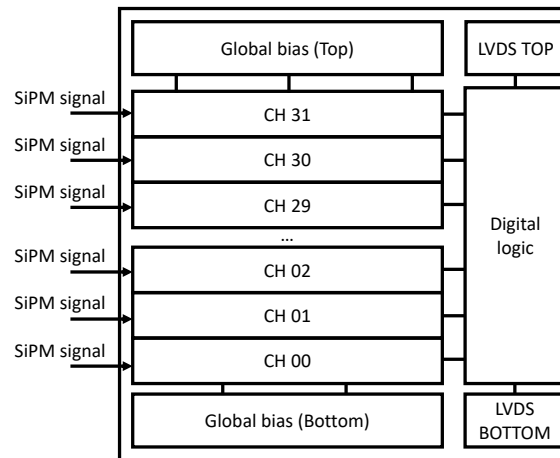 Global bias (Top)
LVDS TOP
SiPM signal
CH 31
SiPM signal
CH 30
SiPM signal
CH 29
Digital
logic
...
SiPM signal
CH 02
SiPM signal
CH 01
SiPM signal
CH 00
Global bias (Bottom)
LVDS
BOTTOM